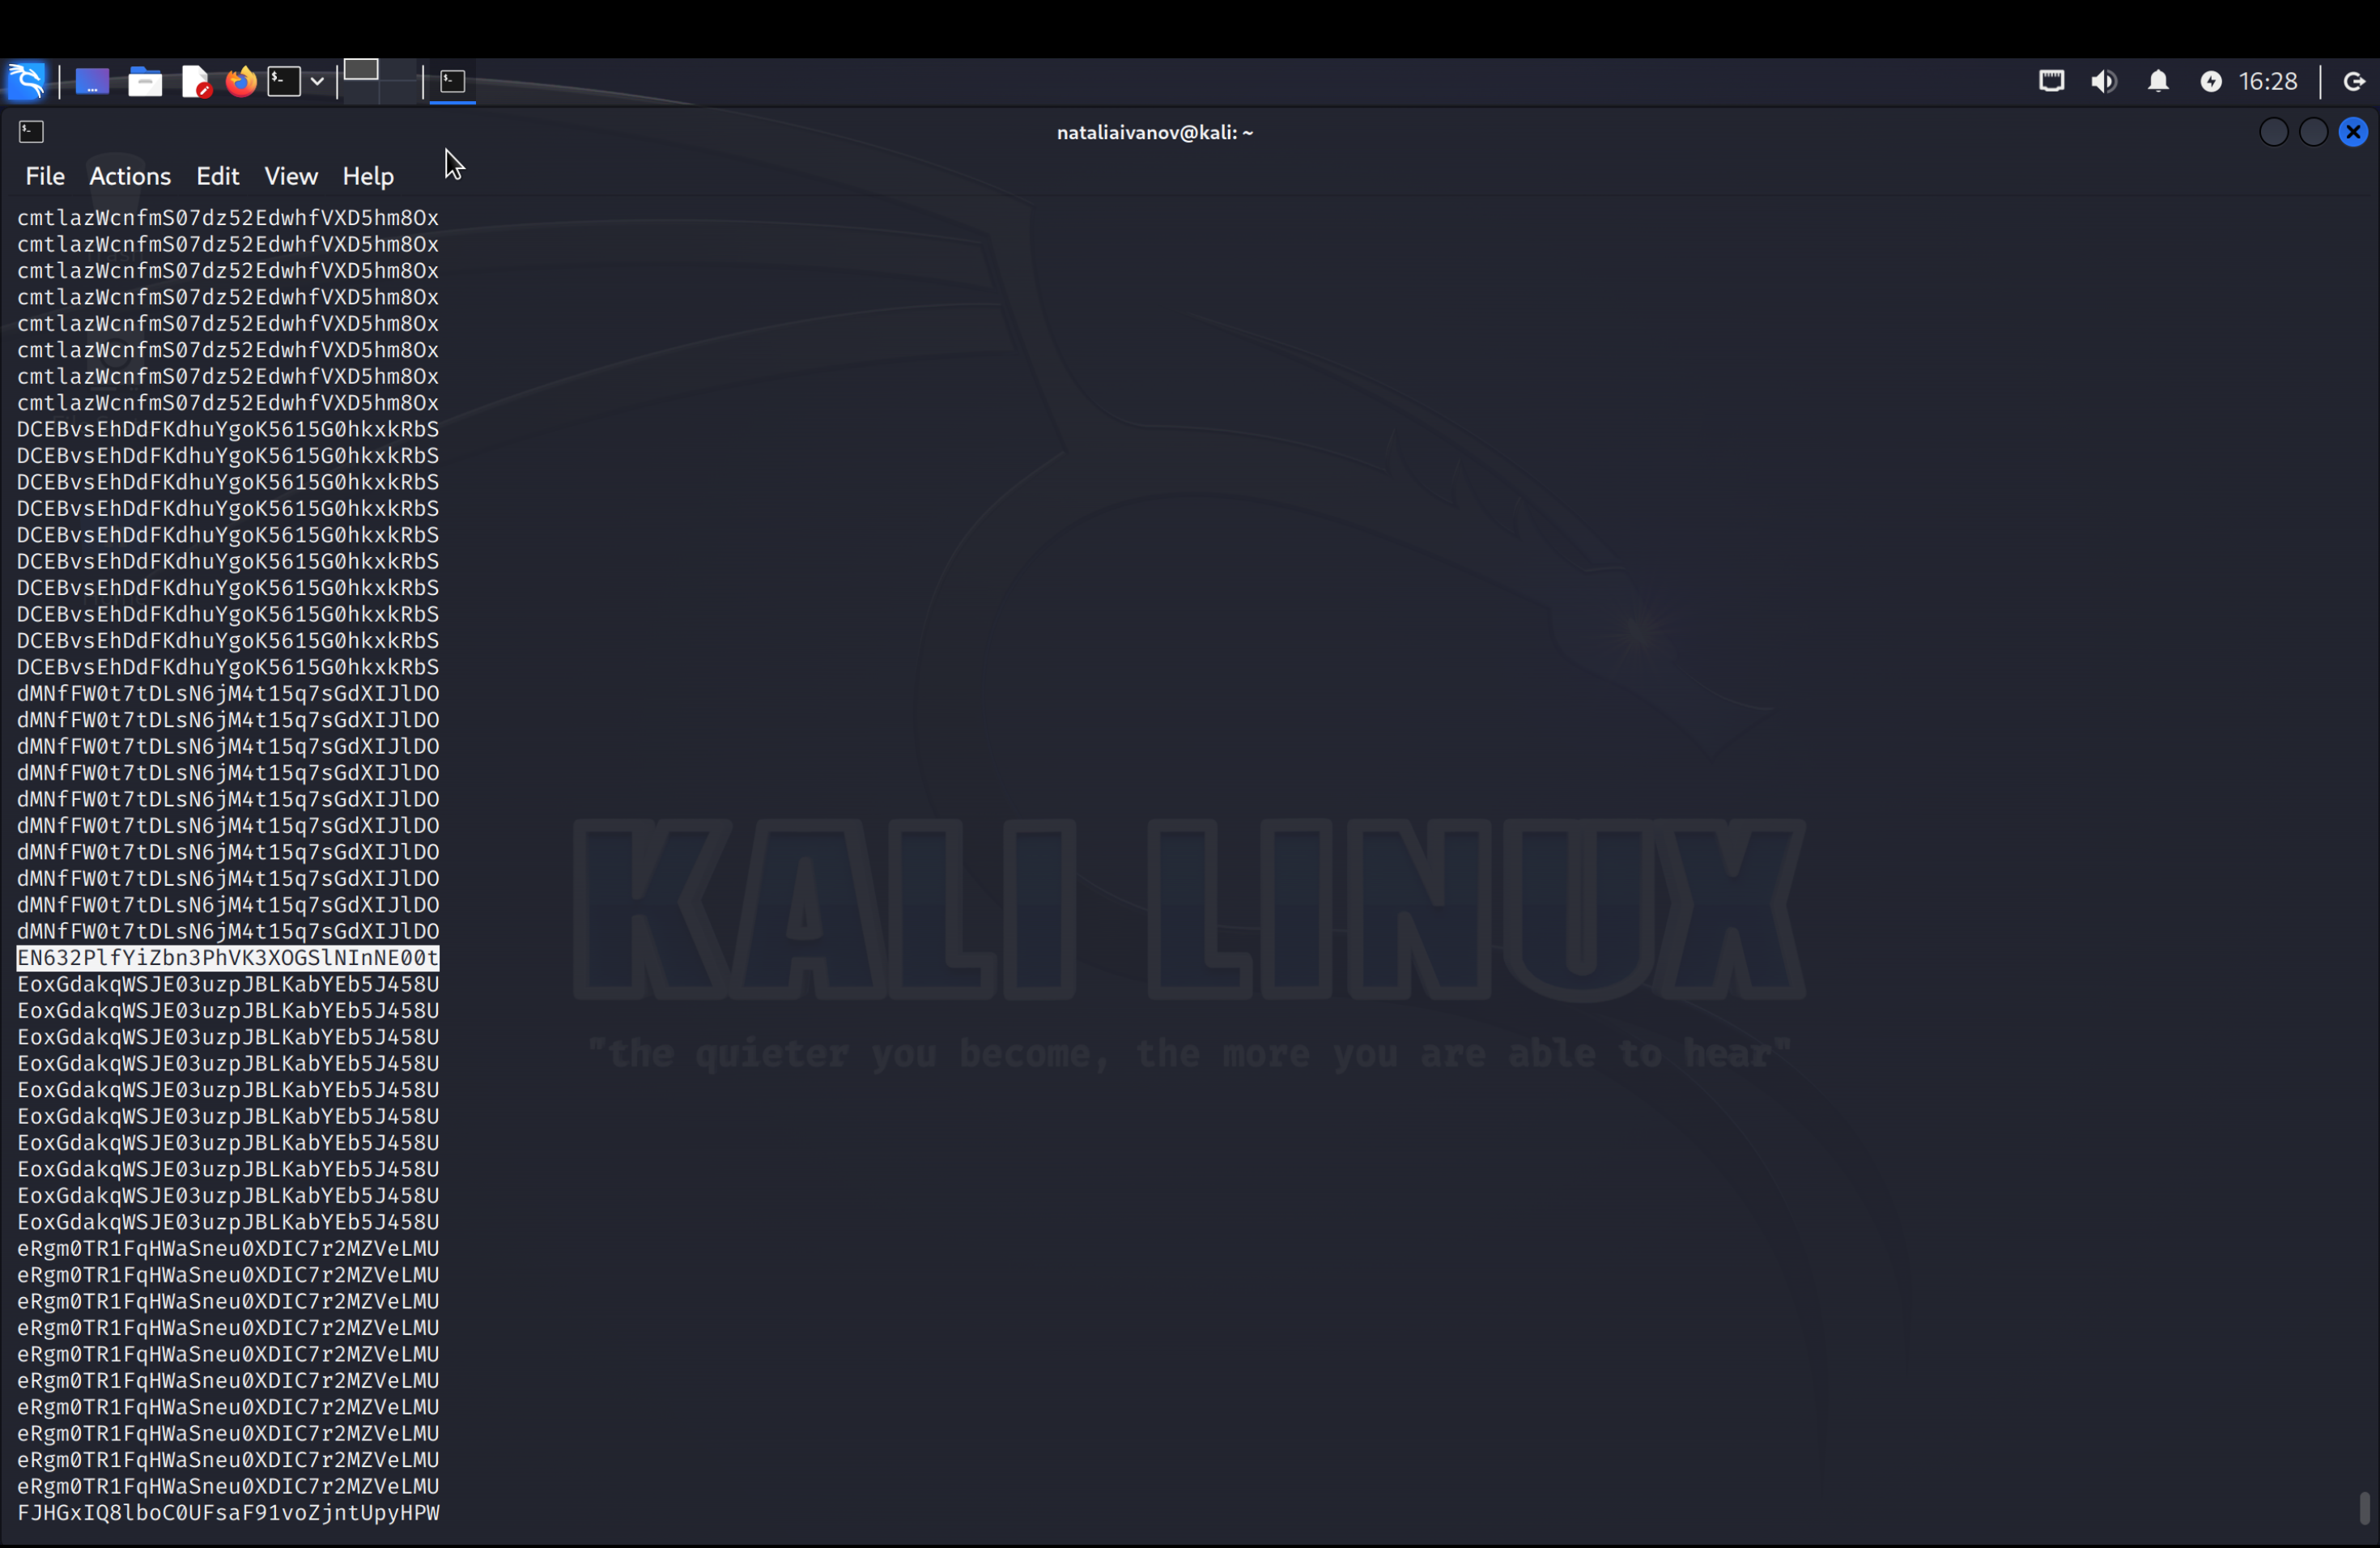 16:28
nataliaivanov@kali: ~
File Actions Edit View Help
cmtlazWcnfmS07dz52EdwhfVXD5hm8Ox
cmtlazWcnfmS07dz52EdwhfVXD5hm8Ox
cmtlazWcnfmS07dz52EdwhfVXD5hm8Ox
cmtlazWcnfmS07dz52EdwhfVXD5hm8Ox
cmtlazWcnfmS07dz52EdwhfVXD5hm8Ox
cmtlazWcnfmS07dz52EdwhfVXD5hm8Ox
cmtlazWcnfmS07dz52EdwhfVXD5hm8Ox
cmtlazWcnfmS07dz52EdwhfVXD5hm8Ox
DCEBvsEhDdFKdhuYgoK5615G0hkxkRbS
DCEBvsEhDdFKdhuYgoK5615G0hkxkRbS
DCEBvsEhDdFKdhuYgoK5615G0hkxkRbS
DCEBvsEhDdFKdhuYgoK5615G0hkxkRbS
DCEBvsEhDdFKdhuYgoK5615G0hkxkRbS
DCEBvsEhDdFKdhuYgoK5615G0hkxkRbS
DCEBvsEhDdFKdhuYgoK5615G0hkxkRbS
DCEBvsEhDdFKdhuYgoK5615G0hkxkRbS
DCEBvsEhDdFKdhuYgoK5615G0hkxkRbS
DCEBvsEhDdFKdhuYgoK5615G0hkxkRbS
dMNfFW0t7tDLsN6jM4t15q7sGdXIJlDO
dMNfFW0t7tDLsN6jM4t15q7sGdXIJlDO
dMNfFW0t7tDLsN6jM4t15q7sGdXIJlDO
dMNfFW0t7tDLsN6jM4t15q7sGdXIJlDO
dMNfFW0t7tDLsN6jM4t15q7sGdXIJlDO
dMNfFW0t7tDLsN6jM4t15q7sGdXIJlDO
dMNfFW0t7tDLsN6jM4t15q7sGdXIJlDO
dMNfFW0t7tDLsN6jM4t15q7sGdXIJlDO
dMNfFW0t7tDLsN6jM4t15q7sGdXIJlDO
dMNfFW0t7tDLsN6jM4t15q7sGdXIJlDO
EN632PlfYiZbn3PhVK3XOGSlNInNE00t
EoxGdakqWSJE03uzpJBLKabYEb5J458U
EoxGdakqWSJE03uzpJBLKabYEb5J458U
EoxGdakqWSJE03uzpJBLKabYEb5J458U
EoxGdakqWSJE03uzpJBLKabYEb5J458U
EoxGdakqWSJE03uzpJBLKabYEb5J458U
EoxGdakqWSJE03uzpJBLKabYEb5J458U
EoxGdakqWSJE03uzpJBLKabYEb5J458U
EoxGdakqWSJE03uzpJBLKabYEb5J458U
EoxGdakqWSJE03uzpJBLKabYEb5J458U
EoxGdakqWSJE03uzpJBLKabYEb5J458U
eRgm0TR1FqHWaSneu0XDIC7r2MZVeLMU
eRgm0TR1FqHWaSneu0XDIC7r2MZVeLMU
eRgm0TR1FqHWaSneu0XDIC7r2MZVeLMU
eRgm0TR1FqHWaSneu0XDIC7r2MZVeLMU
eRgm0TR1FqHWaSneu0XDIC7r2MZVeLMU
eRgm0TR1FqHWaSneu0XDIC7r2MZVeLMU
eRgm0TR1FqHWaSneu0XDIC7r2MZVeLMU
eRgm0TR1FqHWaSneu0XDIC7r2MZVeLMU
eRgm0TR1FqHWaSneu0XDIC7r2MZVeLMU
eRgm0TR1FqHWaSneu0XDIC7r2MZVeLMU
FJHGxIQ8lboC0UFsaF91voZjntUpyHPW
KALI LINUX
"the quieter you become, the more you are able to hear"